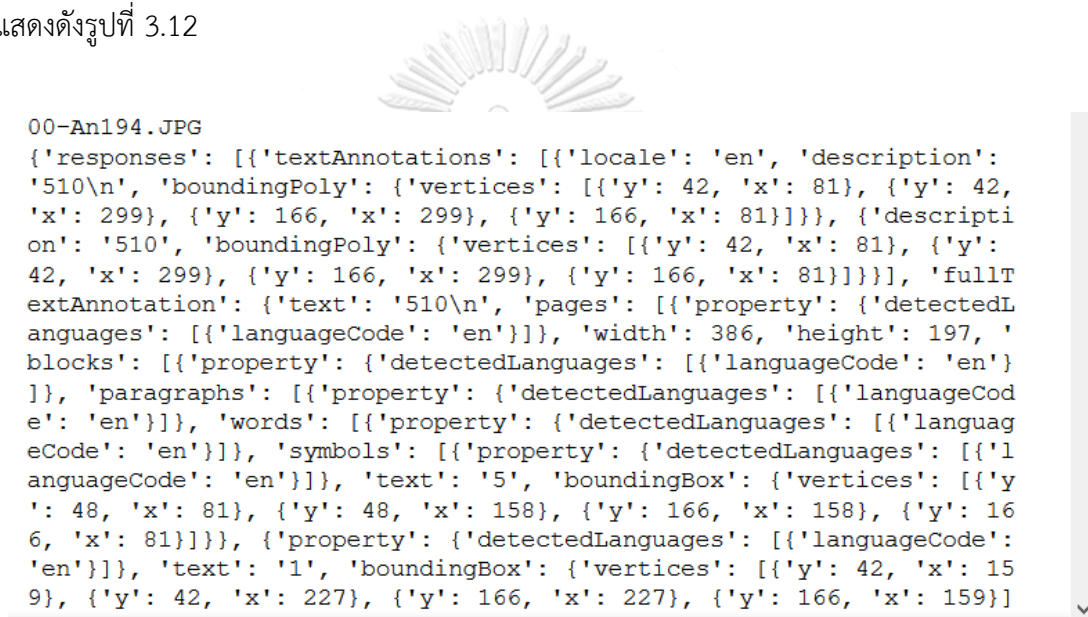 แสดงดังรูปที่ 3.12
00-An194.JPG
{'responses': [{'textAnnotations': [{'locale': 'en', 'description':
'510\n', 'boundingPoly': {'vertices': [{'y': 42, 'x': 81}, {'y': 42,
'x': 299}, {'y': 166, 'x': 299}, {'y': 166, 'x': 81}]}}, {'descripti
on': '510', 'boundingPoly': {'vertices': [{'y': 42, 'x': 81}, {'y':
42, 'x': 299}, {'y': 166, 'x': 299}, {'y': 166, 'x': 81}]}}], 'fullT
extAnnotation': {'text': '510\n', 'pages': [{'property': {'detectedL
anguages': [{'languageCode': 'en'}]}, 'width': 386, 'height': 197, '
blocks': [{'property': {'detectedLanguages': [{'languageCode': 'en'}
]}, 'paragraphs': [{'property': {'detectedLanguages': [{'languageCod
e': 'en'}]}, 'words': [{'property': {'detectedLanguages': [{'languag
eCode': 'en'}]}, 'symbols': [{'property': {'detectedLanguages': [{'l
anguageCode': 'en'}]}, 'text': '5', 'boundingBox': {'vertices': [{'y
': 48, 'x': 81}, {'y': 48, 'x': 158}, {'y': 166, 'x': 158}, {'y': 16
6, 'x': 81}]}}, {'property': {'detectedLanguages': [{'languageCode':
'en'}]}, 'text': '1', 'boundingBox': {'vertices': [{'y': 42, 'x': 15
9}, {'y': 42, 'x': 227}, {'y': 166, 'x': 227}, {'y': 166, 'x': 159}]